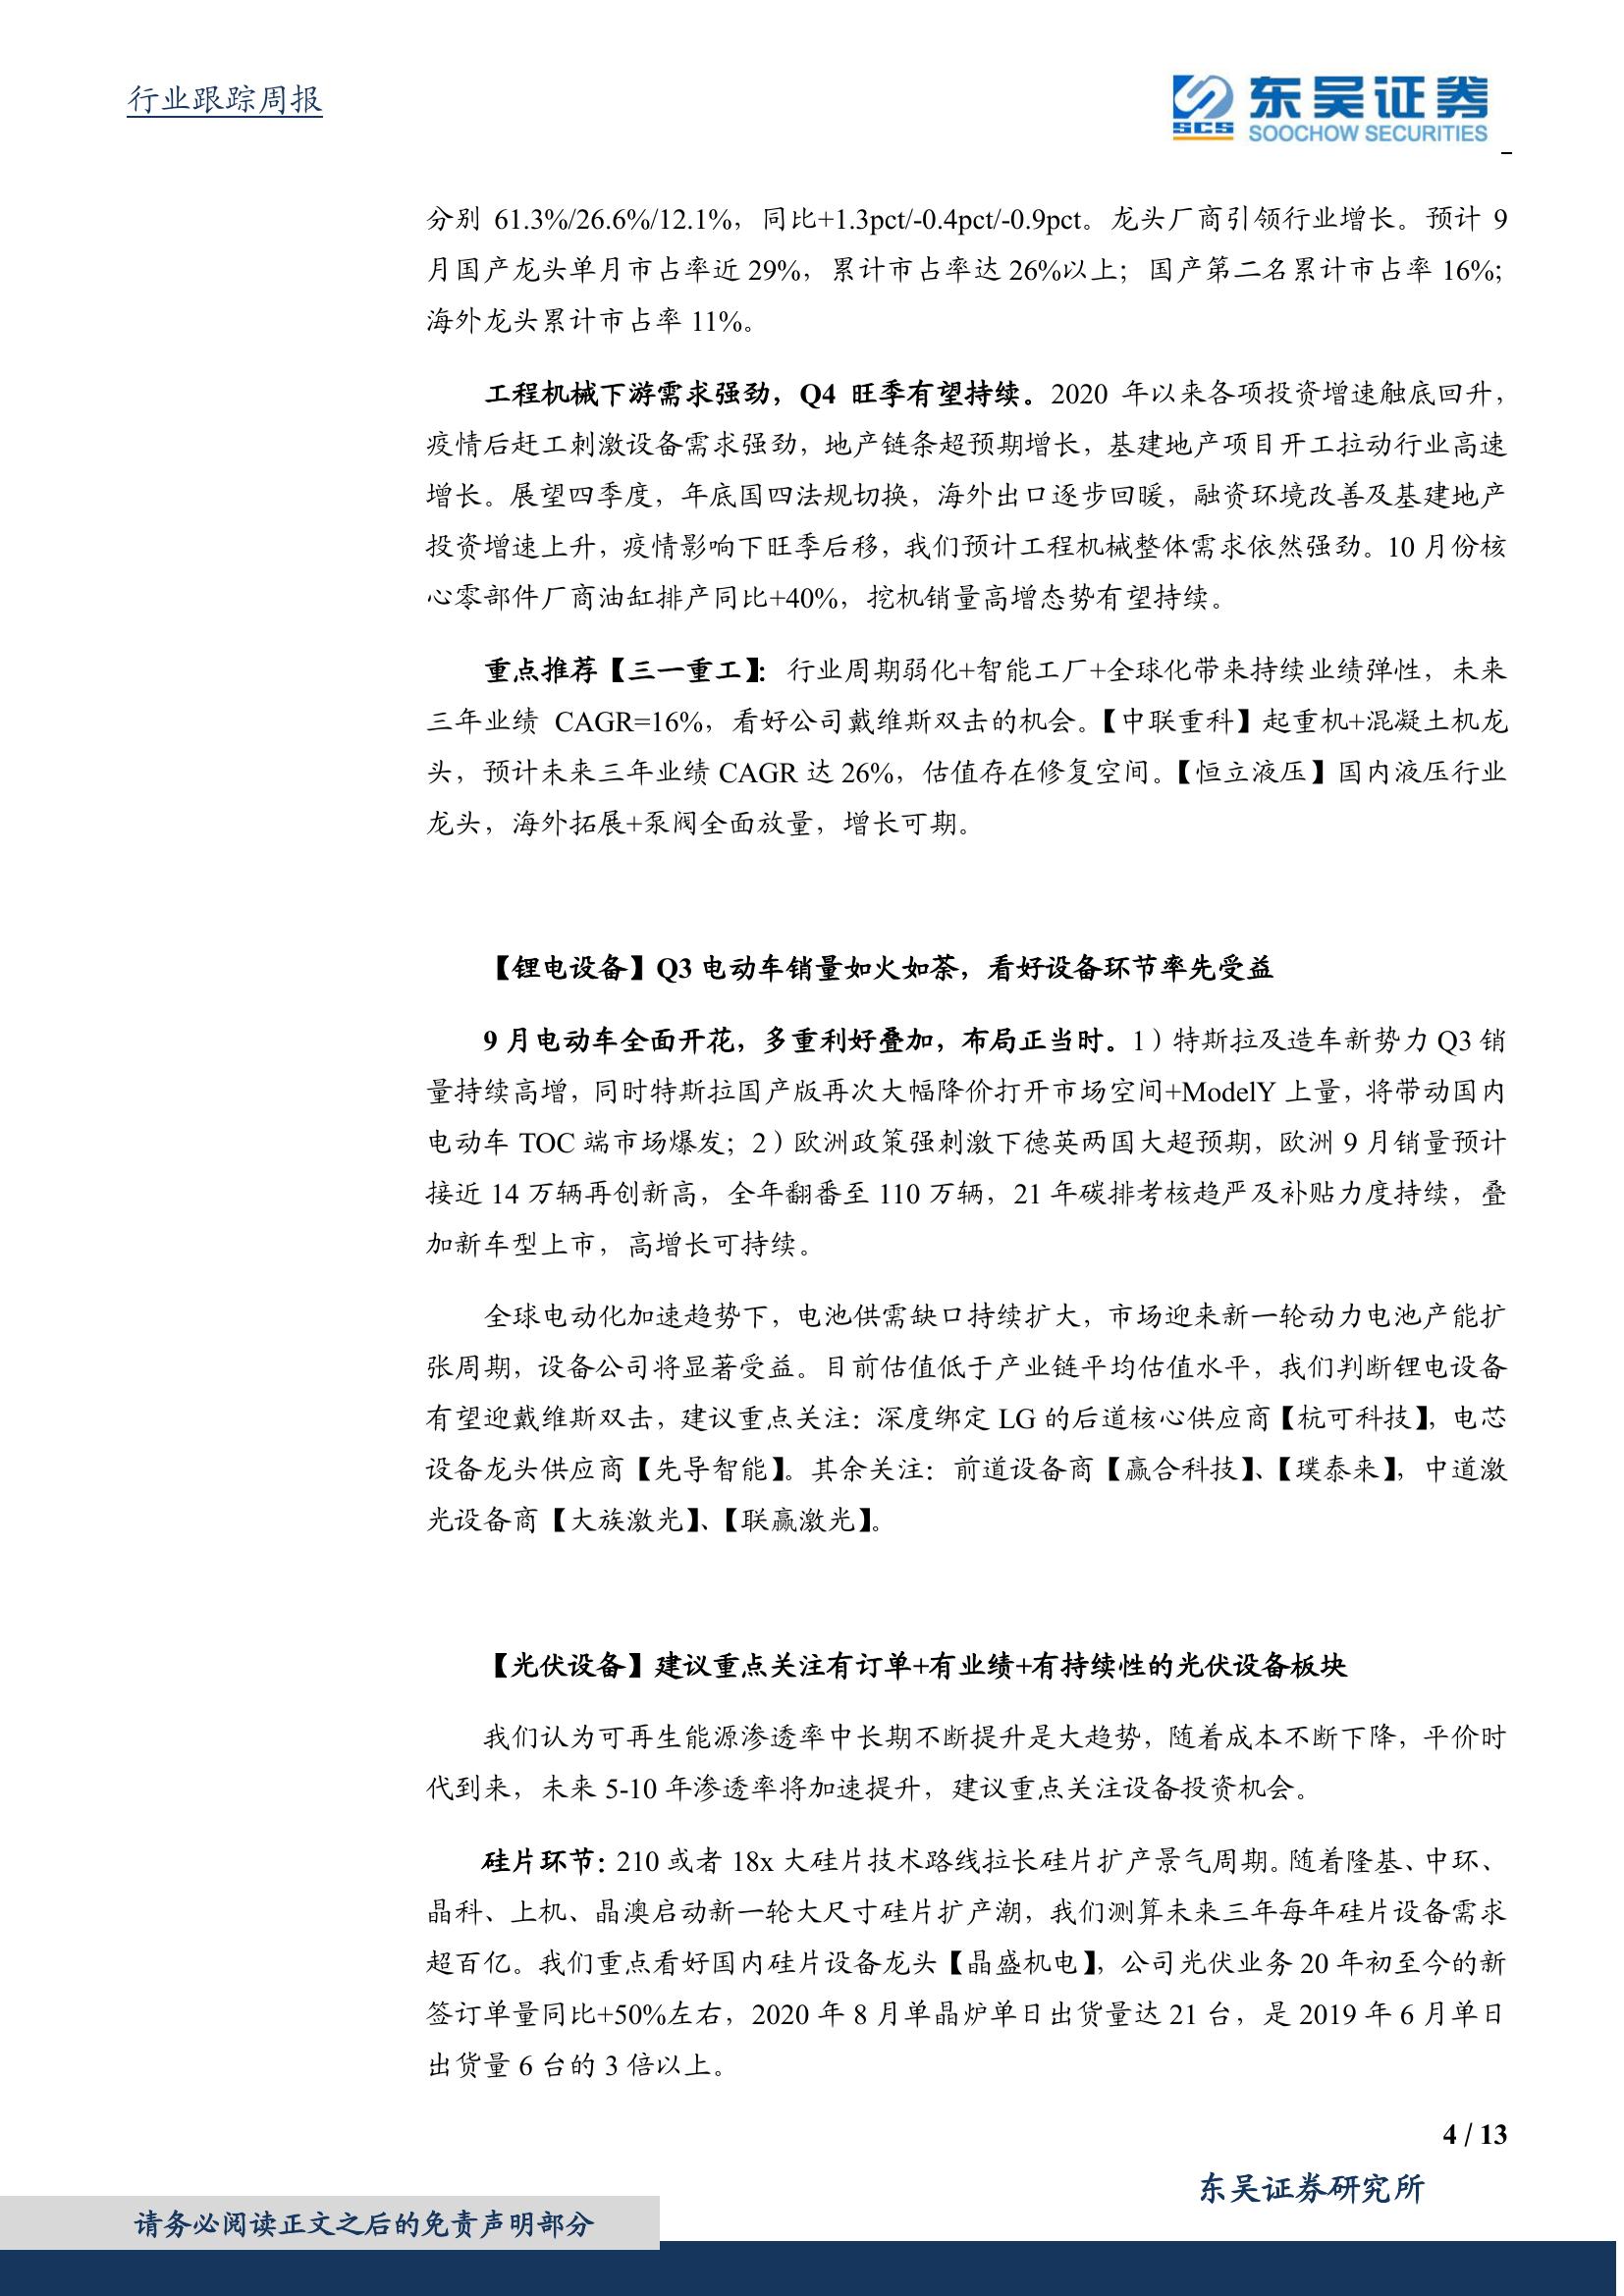 行业跟踪周报
SCS
东吴证券
SOOCHOW SECURITIES
分别 61.3%/26.6%/12.1%，同比+1.3pct/-0.4pct/-0.9pct。龙头厂商引领行业增长。预计 9
月国产龙头单月市占率近 29%，累计市占率达 26%以上；国产第二名累计市占率 16%;
海外龙头累计市占率 11%。
工程机械下游需求强劲，Q4 旺季有望持续。2020 年以来各项投资增速触底回升，
疫情后赶工刺激设备需求强劲，地产链条超预期增长，基建地产项目开工拉动行业高速
增长。展望四季度，年底国四法规切换，海外出口逐步回暖，融资环境改善及基建地产
投资增速上升，疫情影响下旺季后移，我们预计工程机械整体需求依然强劲。10 月份核
心零部件厂商油缸排产同比+40%，挖机销量高增态势有望持续。
重点推荐【三一重工】：行业周期弱化+智能工厂+全球化带来持续业绩弹性，未来
三年业绩 CAGR=16%，看好公司戴维斯双击的机会。【中联重科】起重机+混凝土机龙
头，预计未来三年业绩 CAGR 达 26%，估值存在修复空间。【恒立液压】国内液压行业
龙头，海外拓展+泵阀全面放量，增长可期。
【锂电设备】Q3 电动车销量如火如荼，看好设备环节率先受益
9 月电动车全面开花，多重利好叠加，布局正当时。1）特斯拉及造车新势力 Q3 销
量持续高增，同时特斯拉国产版再次大幅降价打开市场空间+ModelY 上量，将带动国内
电动车 TOC 端市场爆发；2）欧洲政策强刺激下德英两国大超预期，欧洲 9 月销量预计
接近 14 万辆再创新高，全年翻番至 110 万辆，21 年碳排考核趋严及补贴力度持续，叠
加新车型上市，高增长可持续。
全球电动化加速趋势下，电池供需缺口持续扩大，市场迎来新一轮动力电池产能扩
张周期，设备公司将显著受益。目前估值低于产业链平均估值水平，我们判断锂电设备
有望迎戴维斯双击，建议重点关注：深度绑定 LG 的后道核心供应商【杭可科技】，电芯
设备龙头供应商【先导智能】。其余关注：前道设备商【赢合科技】、【璞泰来】，中道激
光设备商【大族激光】、【联赢激光】。
【光伏设备】建议重点关注有订单+有业绩+有持续性的光伏设备板块
我们认为可再生能源渗透率中长期不断提升是大趋势，随着成本不断下降，平价时
代到来，未来 5-10 年渗透率将加速提升，建议重点关注设备投资机会。
硅片环节：210 或者 18x 大硅片技术路线拉长硅片扩产景气周期。随着隆基、中环、
晶科、上机、晶澳启动新一轮大尺寸硅片扩产潮，我们测算未来三年每年硅片设备需求
超百亿。我们重点看好国内硅片设备龙头【晶盛机电】，公司光伏业务 20 年初至今的新
签订单量同比+50%左右，2020 年 8 月单晶炉单日出货量达 21 台，是 2019 年 6 月单日
出货量 6 台的 3 倍以上。
4 / 13
东吴证券研究所
请务必阅读正文之后的免责声明部分